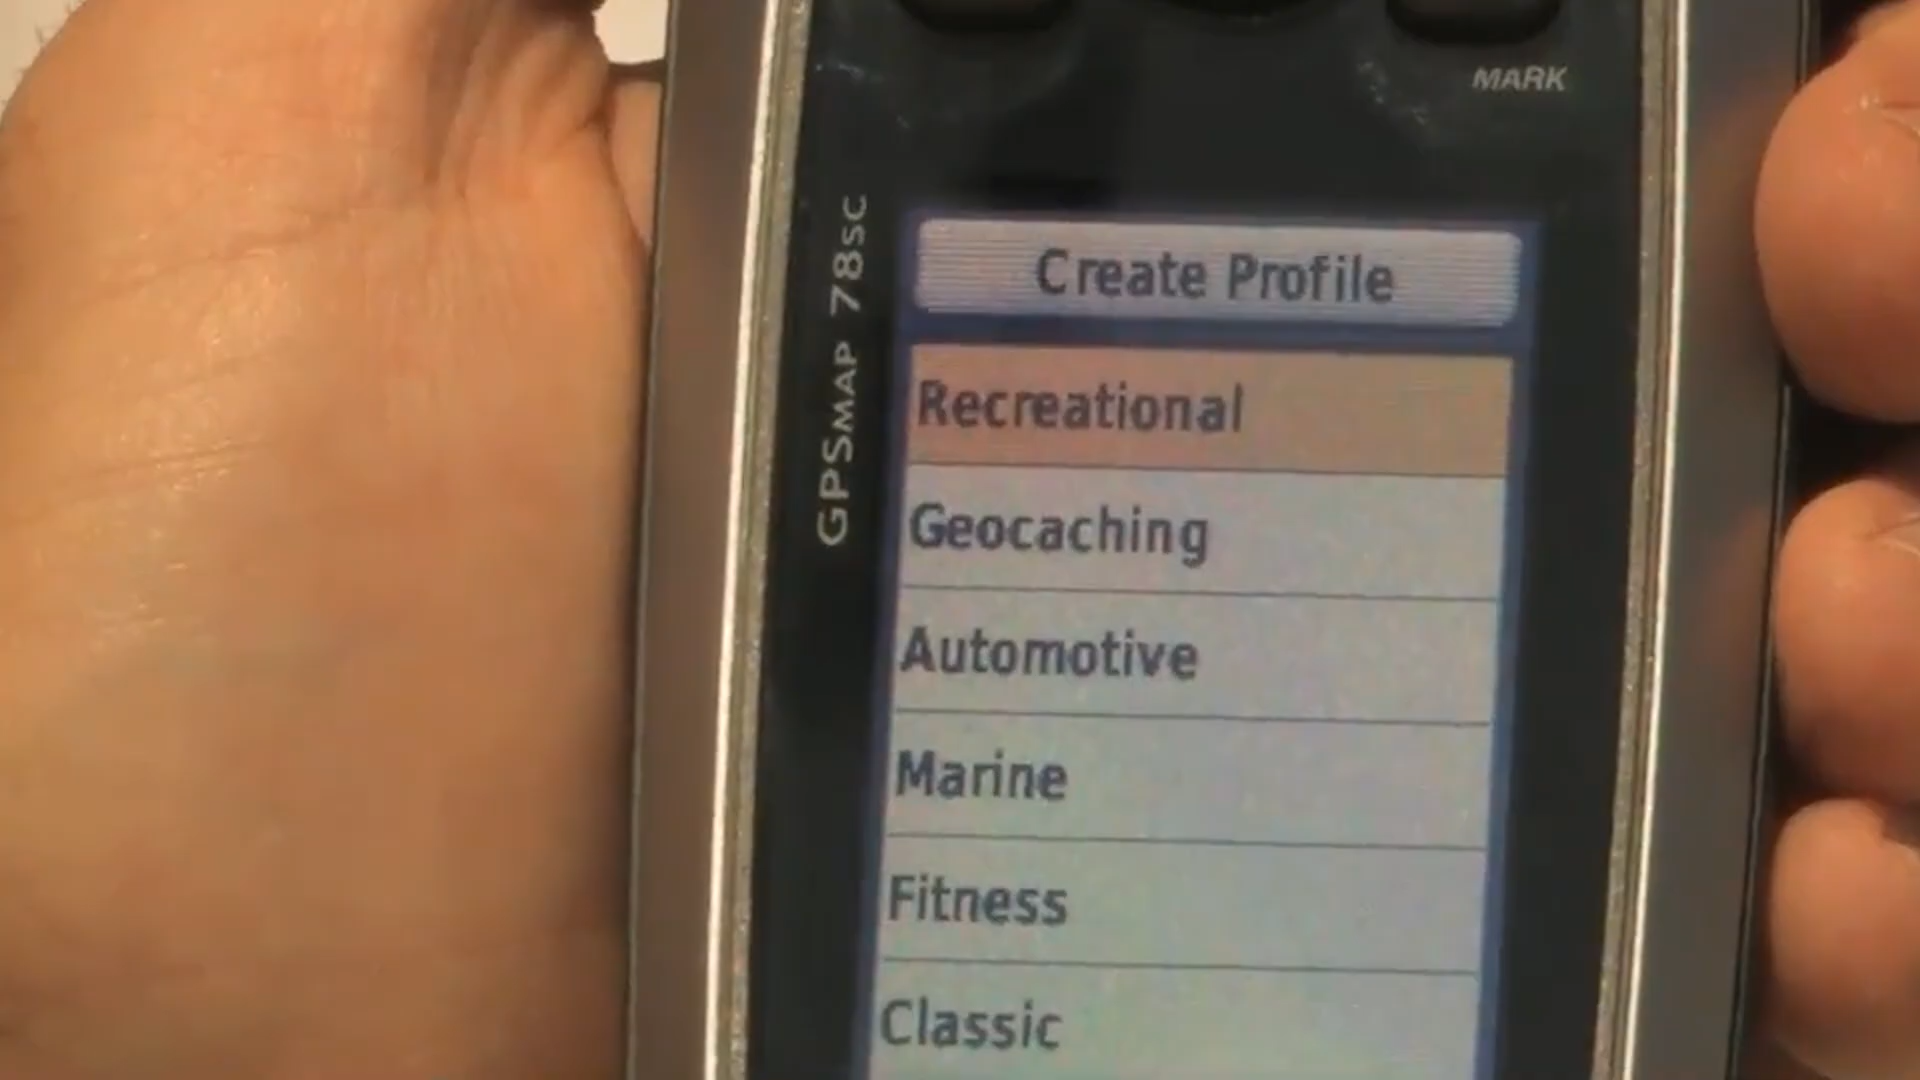 MARK
GPSMAP 78sc
Create Profile
Recreational
Geocaching
Automotive
Marine
Fitness
Classic